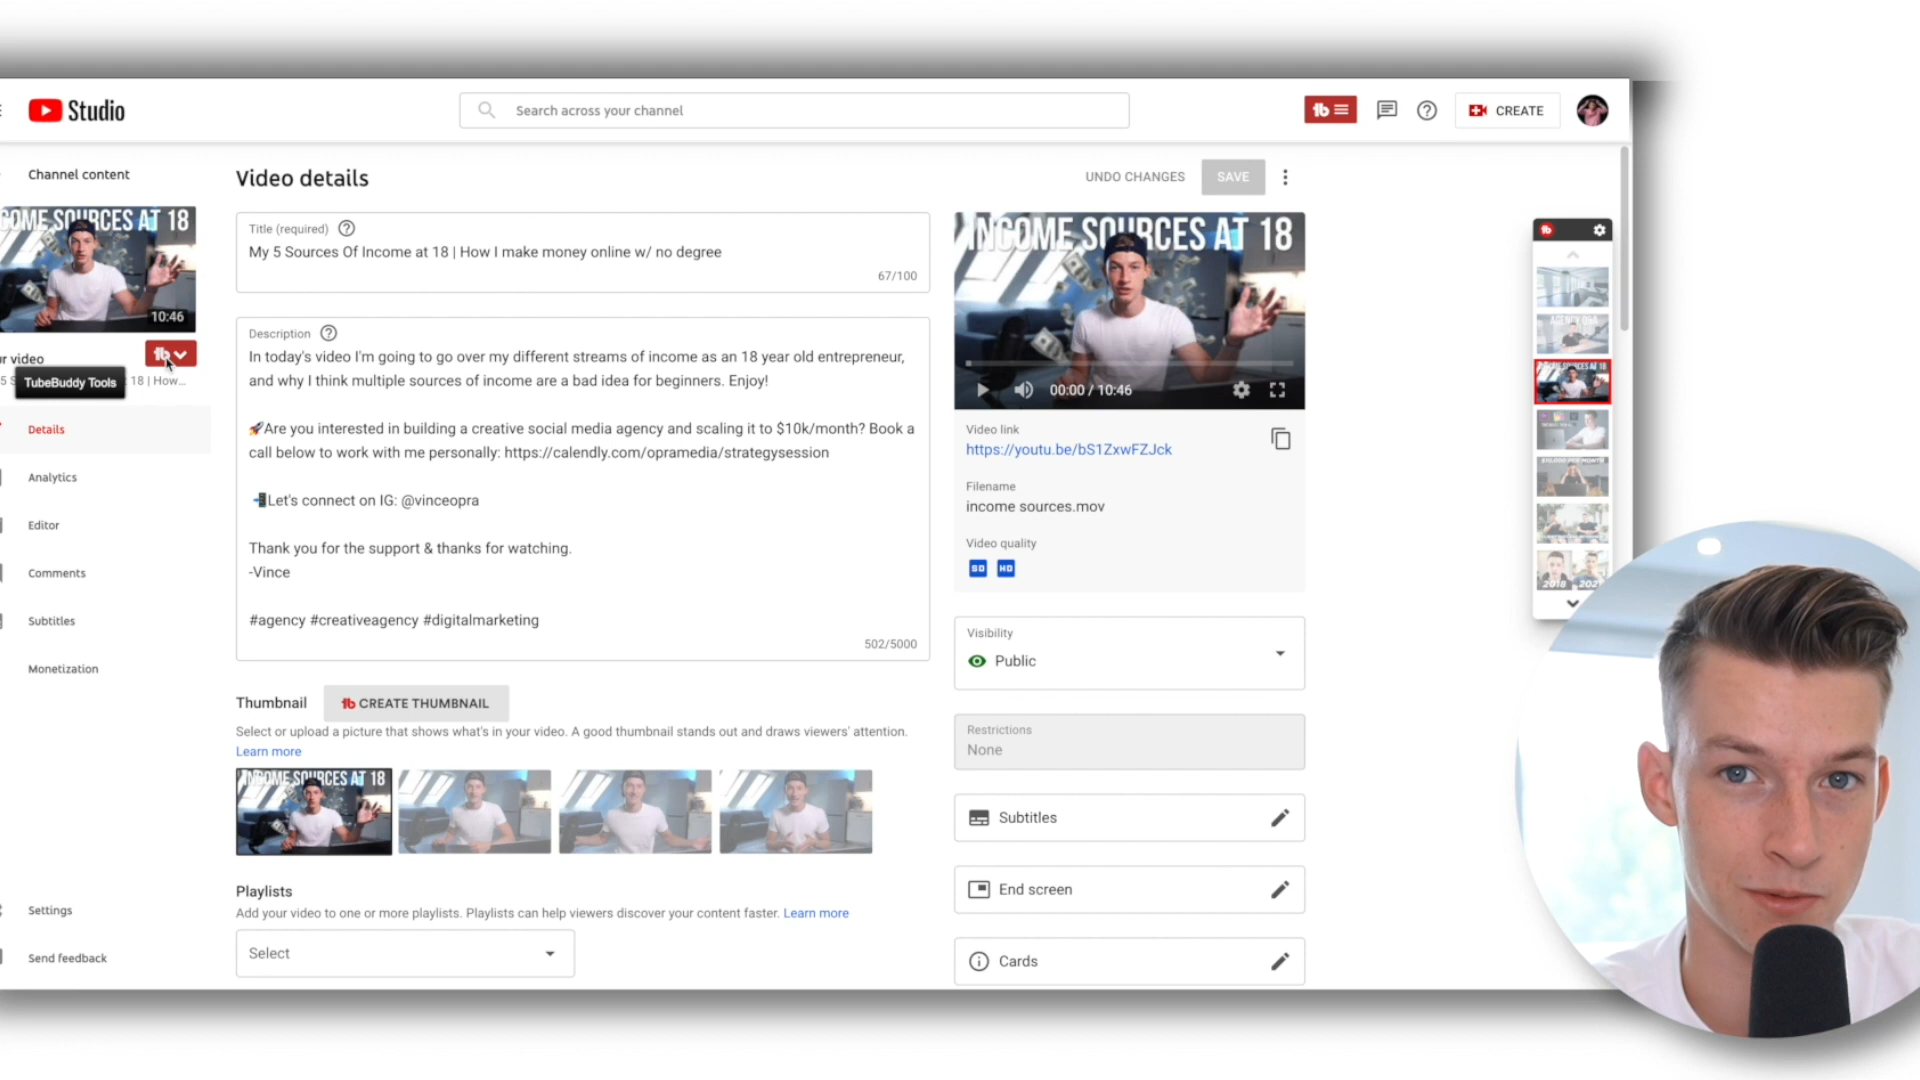 Studio
Search across your channel
CREATE
Channel content
COME SOURCES AT 18
10:46
r video
5 S
18 | How...
TubeBuddy Tools
Details
Analytics
Editor
Comments
Subtitles
Monetization
Settings
Send feedback
Video details
UNDO CHANGES
SAVE
Title (required)
My 5 Sources Of Income at 18 | How I make money online w/ no degree
67/100
Description
In today's video I'm going to go over my different streams of income as an 18 year old entrepreneur,
and why I think multiple sources of income are a bad idea for beginners. Enjoy!
🚀Are you interested in building a creative social media agency and scaling it to $10k/month? Book a
call below to work with me personally: https://calendly.com/opramedia/strategysession
📲Let's connect on IG: @vinceopra
Thank you for the support & thanks for watching.
-Vince
#agency #creativeagency #digitalmarketing
502/5000
Thumbnail
CREATE THUMBNAIL
Select or upload a picture that shows what's in your video. A good thumbnail stands out and draws viewers' attention.
Learn more
INCOME SOURCES AT 18
Playlists
Add your video to one or more playlists. Playlists can help viewers discover your content faster. Learn more
Select
INCOME SOURCES AT 18
00:00 / 10:46
Video link
https://youtu.be/bS1ZxwFZJck
Filename
income sources.mov
Video quality
SD HD
Visibility
Public
Restrictions
None
Subtitles
End screen
Cards
2018 202